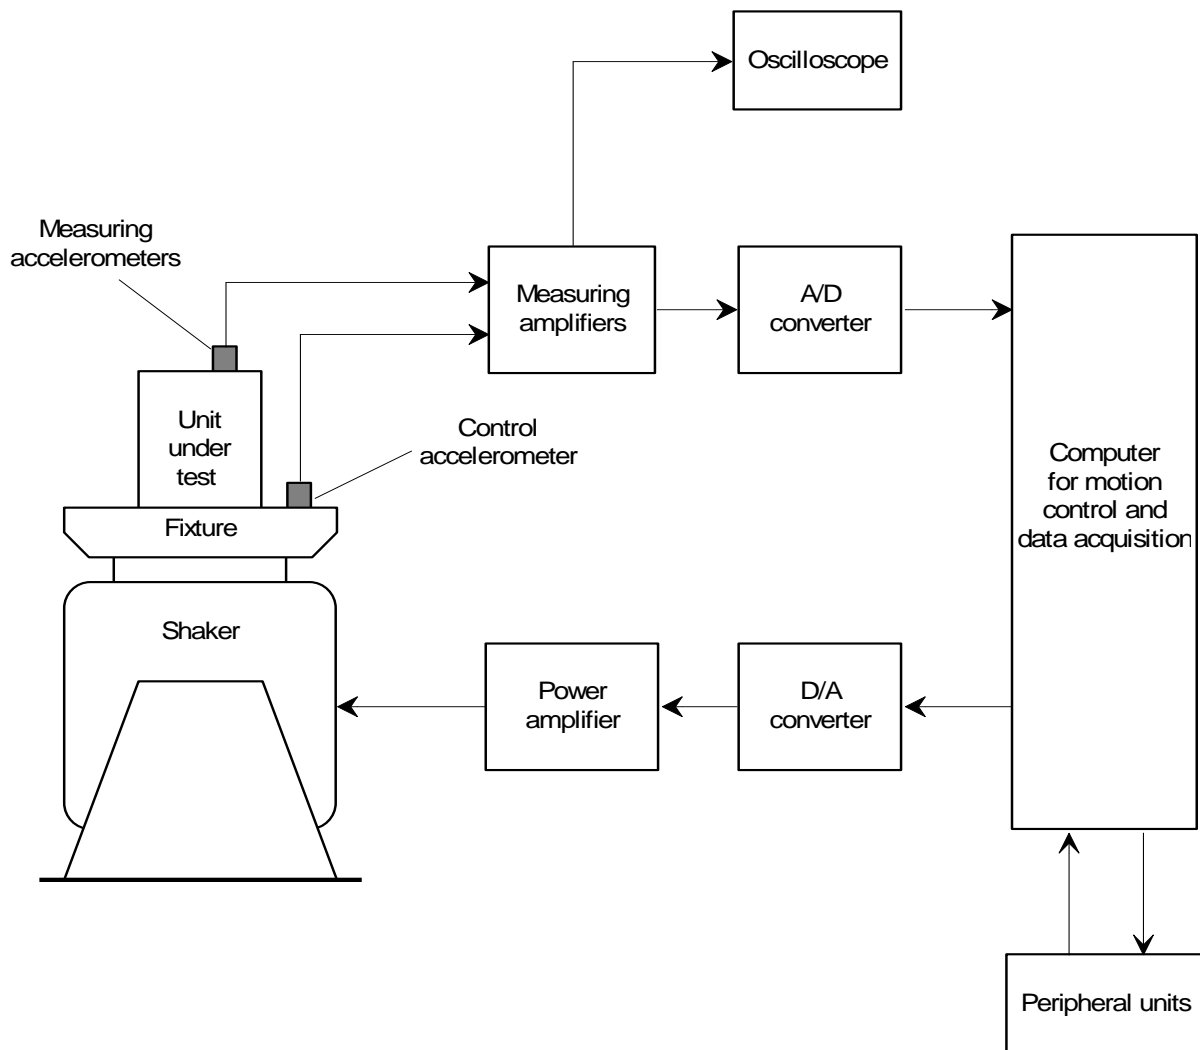 Oscilloscope
Measuring
accelerometers
Measuring
amplifiers
A/D
converter
Unit
under
test
Control
accelerometer
Computer
for motion
control and
data acquisition
Fixture
Shaker
Power
amplifier
D/A
converter
Peripheral units